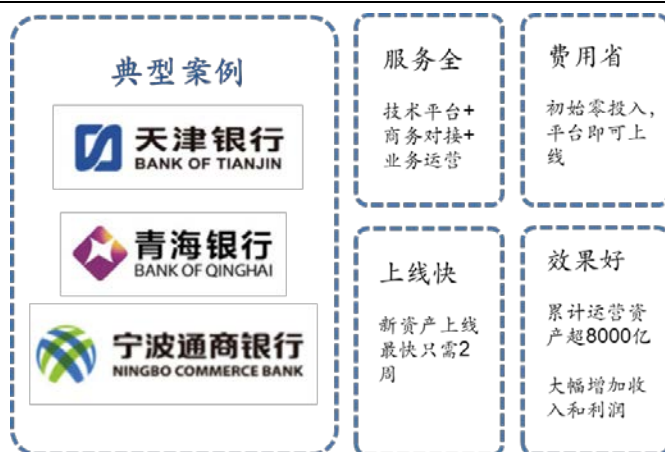 典型案例
天津银行
BANK OF TIANJIN
青海银行
BANK OF QINGHAI
宁波通商银行
NINGBO COMMERCE BANK
服务全
技术平台+
商务对接+
业务运营
费用省
初始零投入，
平台即可上
线
上线快
新资产上线
最快只需2
周
效果好
累计运营资
产超8000亿
大幅增加收
入和利润